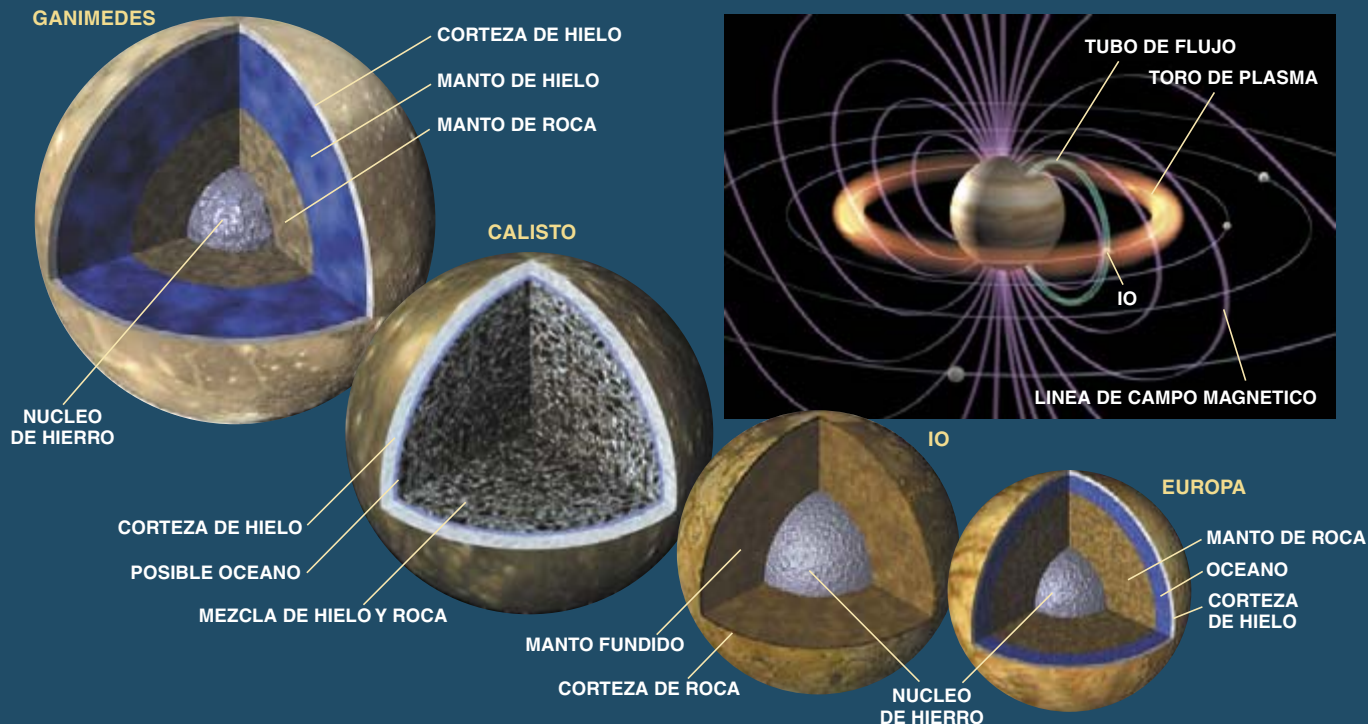 GANIMEDES
CORTEZA DE HIELO
MANTO DE HIELO
MANTO DE ROCA
NUCLEO
DE HIERRO
CALISTO
CORTEZA DE HIELO
POSIBLE OCEANO
MEZCLA DE HIELO Y ROCA
TUBO DE FLUJO
TORO DE PLASMA
IO
LINEA DE CAMPO MAGNETICO
IO
MANTO FUNDIDO
CORTEZA DE ROCA
NUCLEO
DE HIERRO
EUROPA
MANTO DE ROCA
OCEANO
CORTEZA
DE HIELO